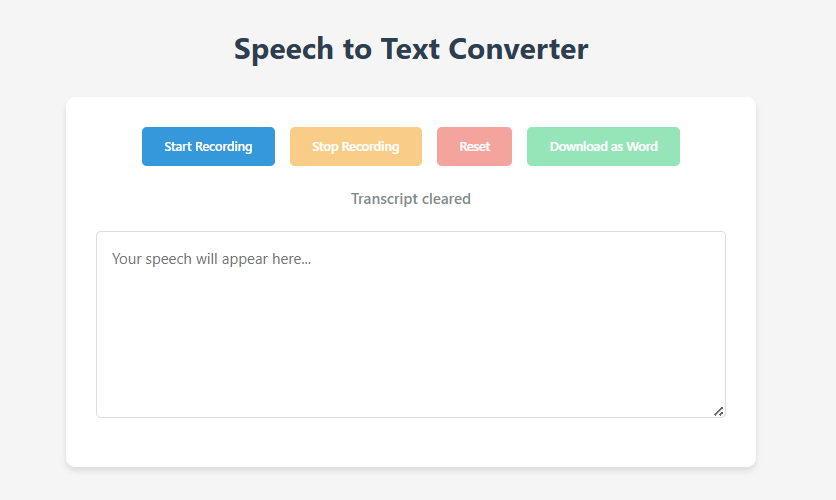 Speech to Text Converter
Start Recording Stop Recording Reset Download as Word
Transcript cleared
Your speech will appear here...